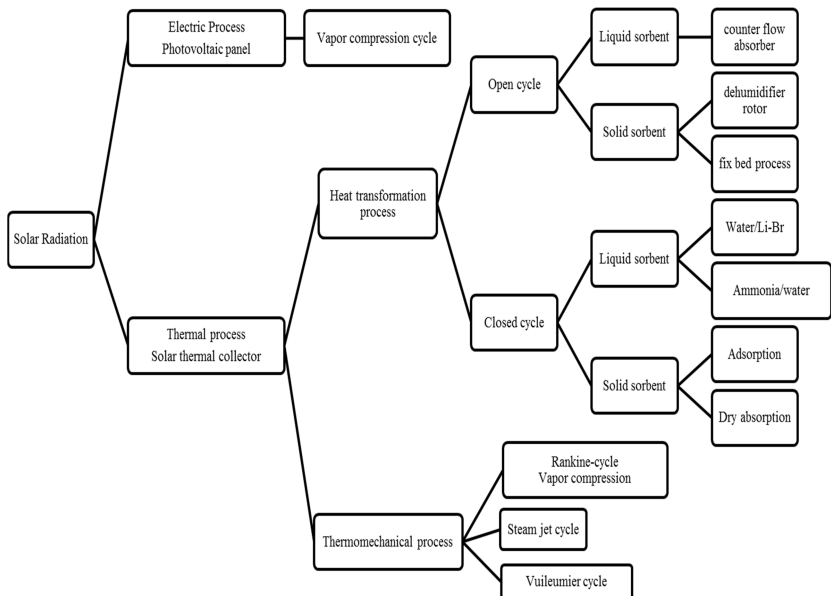 Electric Process
Photovoltaic panel
Vapor compression cycle
Liquid sorbent
counter flow
absorber
Open cycle
dehumidifier
rotor
Solid sorbent
fix bed process
Heat transformation
process
Solar Radiation
Water/Li-Br
Liquid sorbent
Ammonia/water
Closed cycle
Thermal process
Solar thermal collector
Adsorption
Solid sorbent
Dry absorption
Rankine-cycle
Vapor compression
Steam jet cycle
Thermomechanical process
Vuileumier cycle